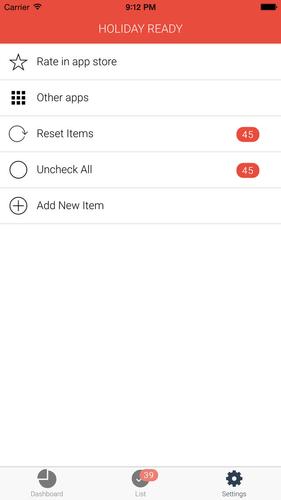 Carrier 9:12 PM
HOLIDAY READY
Rate in app store
Other apps
Reset Items 45
Uncheck All 45
Add New Item
39
Dashboard List Settings